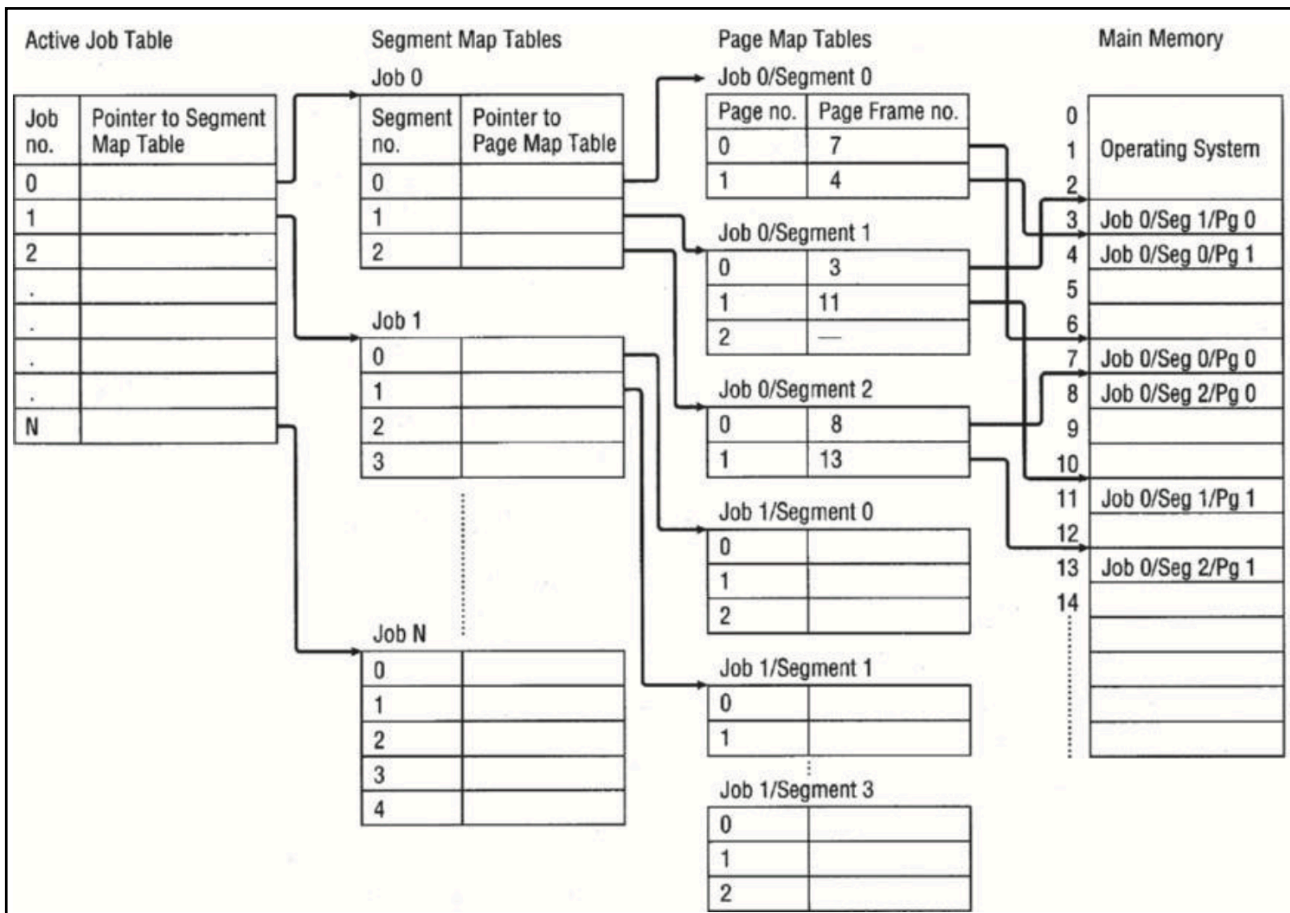 Active Job Table
Job no. Pointer to Segment Map Table
0
1
2
.
.
.
.
N
Segment Map Tables
Job 0
Segment no. Pointer to Page Map Table
0
1
2
Job 1
0
1
2
3
Job N
0
1
2
3
4
Page Map Tables
Job 0/Segment 0
Page no. Page Frame no.
0 7
1 4
Job 0/Segment 1
0 3
1 11
2 —
Job 0/Segment 2
0 8
1 13
Job 1/Segment 0
0
1
2
Job 1/Segment 1
0
1
Job 1/Segment 3
0
1
2
Main Memory
0
1 Operating System
2
3 Job 0/Seg 1/Pg 0
4 Job 0/Seg 0/Pg 1
5
6
7 Job 0/Seg 0/Pg 0
8 Job 0/Seg 2/Pg 0
9
10
11 Job 0/Seg 1/Pg 1
12
13 Job 0/Seg 2/Pg 1
14